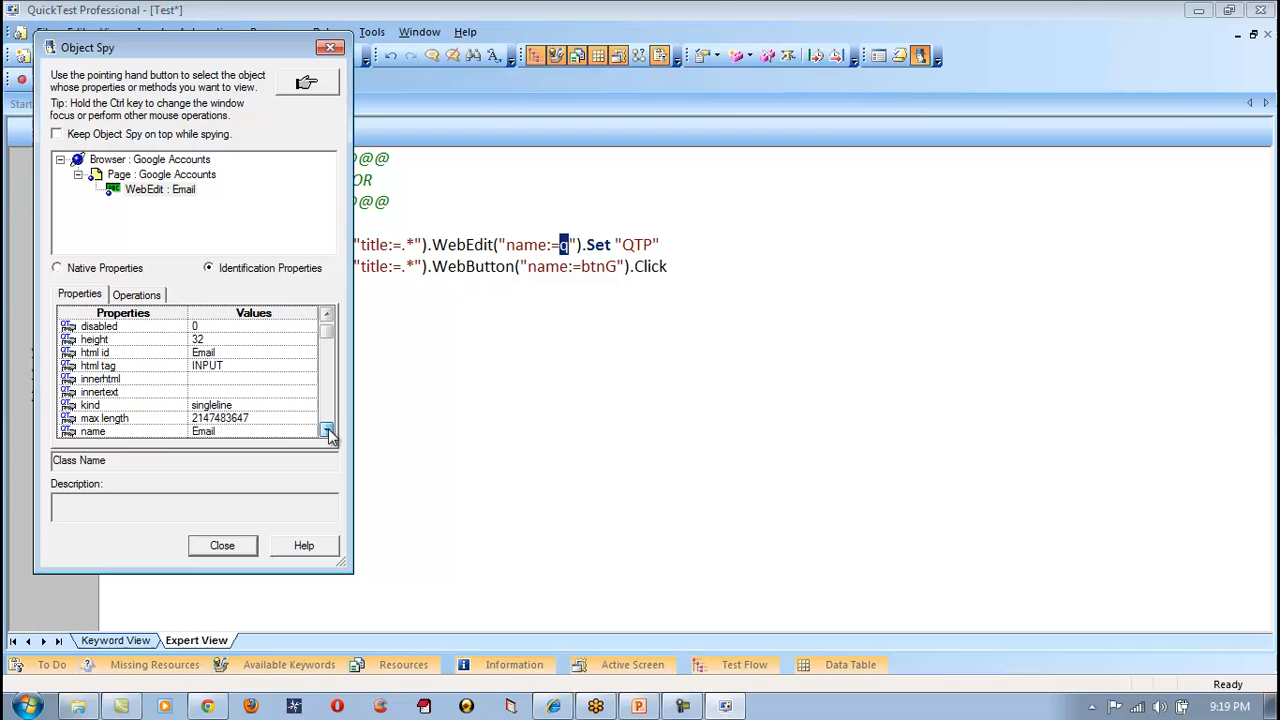 QuickTest Professional - [Test*]
Tools Window Help
Object Spy
Use the pointing hand button to select the object
whose properties or methods you want to view.
Tip: Hold the Ctrl key to change the window
focus or perform other mouse operations.
Start
Keep Object Spy on top while spying.
Browser : Google Accounts
Page : Google Accounts
WebEdit : Email
@@
OR
@@
"title:=.*").WebEdit("name:=q").Set "QTP"
"title:=.*").WebButton("name:=btnG").Click
Native Properties Identification Properties
Properties Operations
Properties Values
disabled 0
height 32
html id Email
html tag INPUT
innerhtml
innertext
kind singleline
max length 2147483647
name Email
Class Name
Description:
Close Help
Keyword View Expert View
To Do Missing Resources Available Keywords Resources Information Active Screen Test Flow Data Table
Ready
9:19 PM